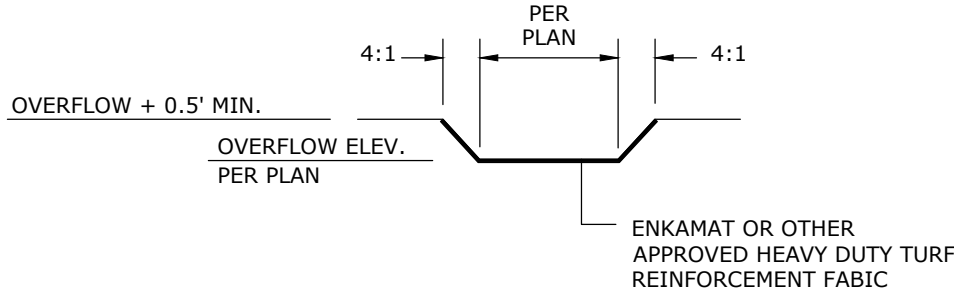 PER
PLAN
4:1
4:1
OVERFLOW + 0.5' MIN.
OVERFLOW ELEV.
PER PLAN
ENKAMAT OR OTHER
APPROVED HEAVY DUTY TURF
REINFORCEMENT FABIC